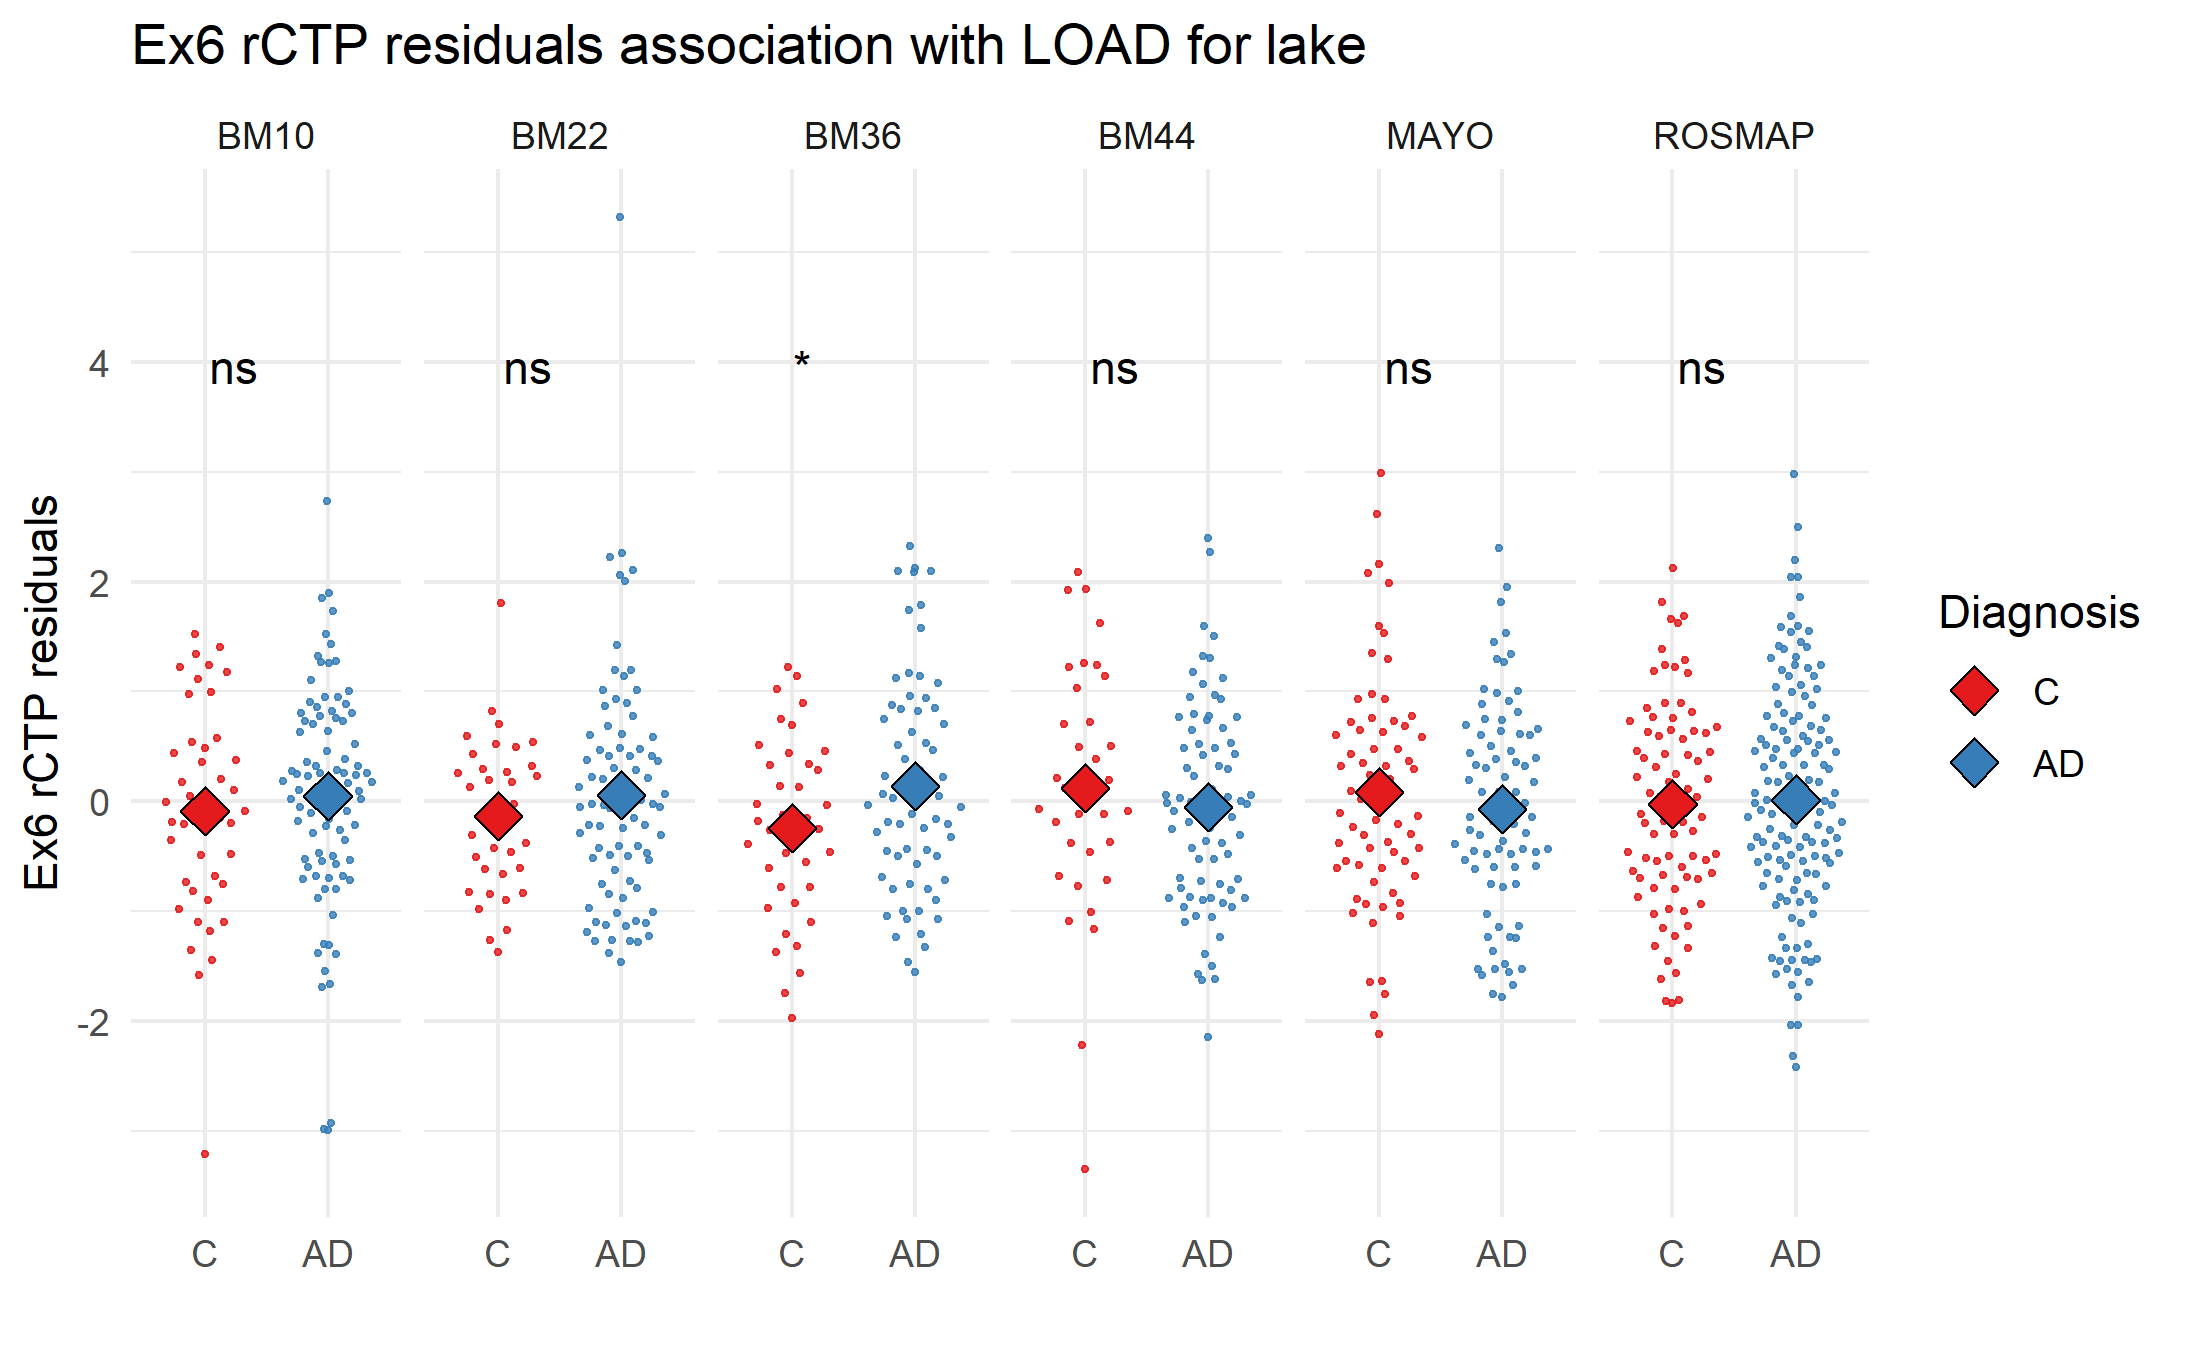 Ex6 rCTP residuals association with LOAD for lake
BM10 BM22 BM36 BM44 MAYO ROSMAP
ns ns * ns ns ns
4
2
0
-2
Ex6 rCTP residuals
C AD C AD C AD C AD C AD C AD
Diagnosis
C
AD